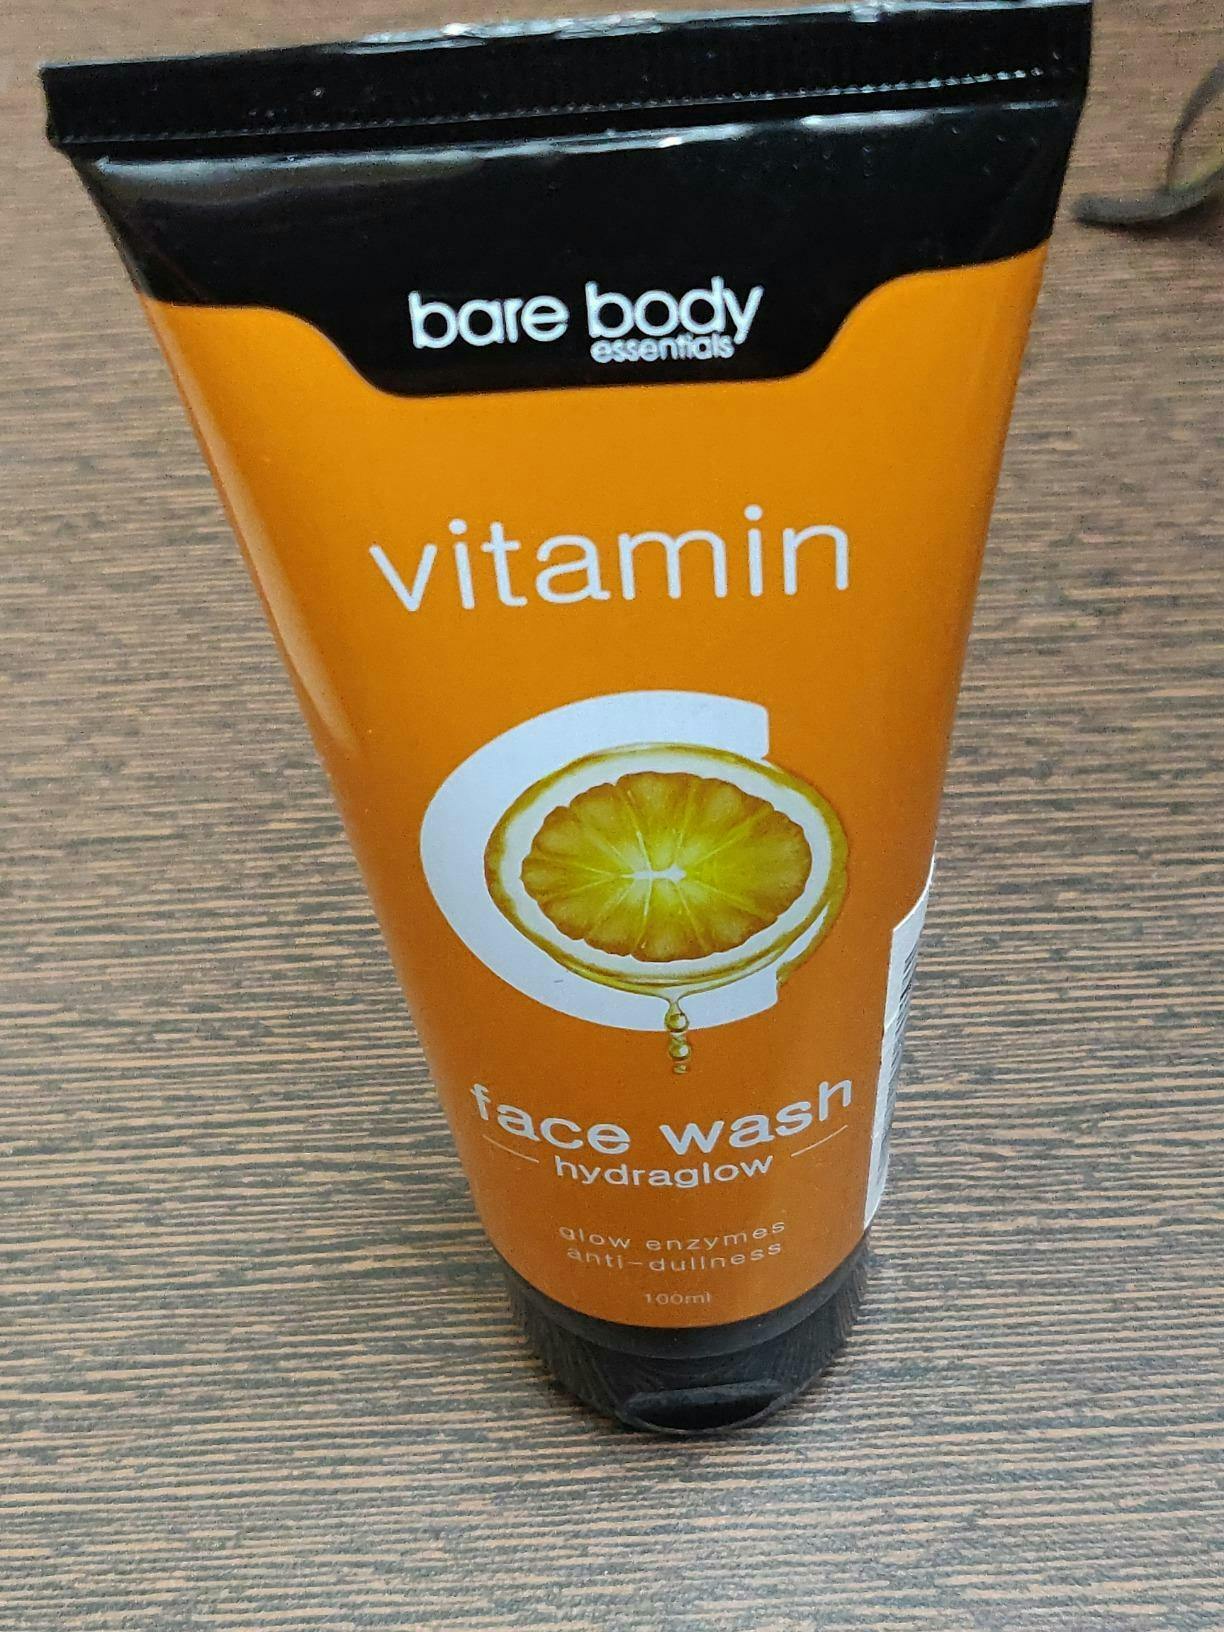 bare body
essentials
vitamin
C
face wash
hydraglow
glow enzymes
anti-dullness
100ml